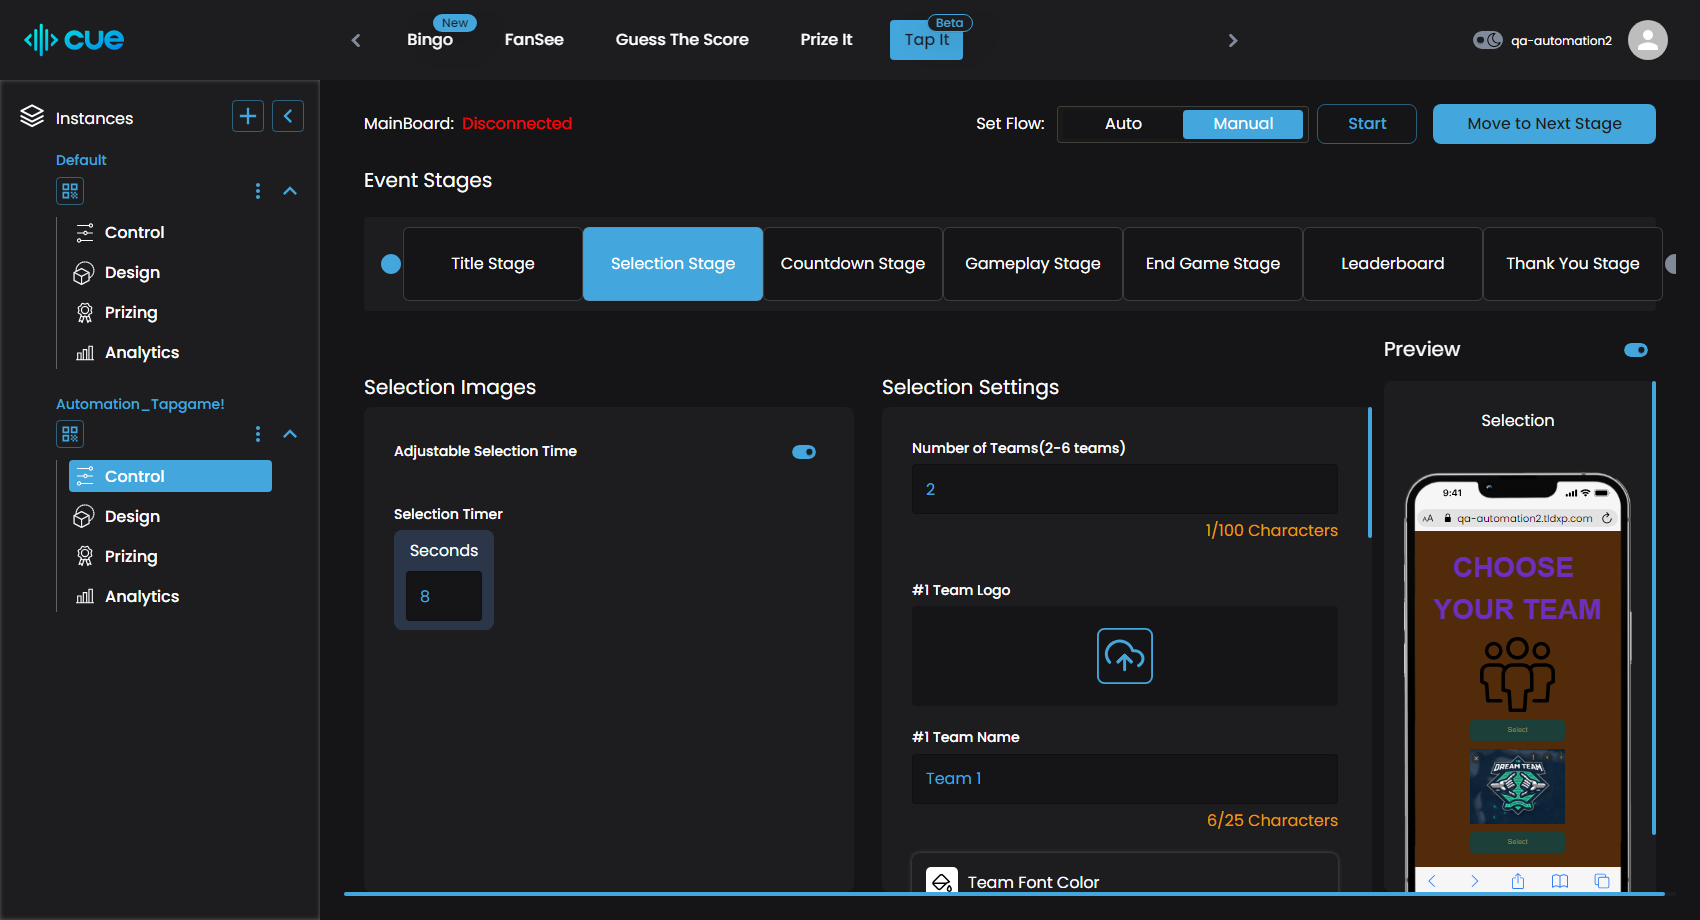 cue
New
Bingo
FanSee
Guess The Score
Prize It
Beta
Tap It
qa-automation2
Instances
Default
Control
Design
Prizing
Analytics
Automation_Tapgame!
Control
Design
Prizing
Analytics
MainBoard: Disconnected
Set Flow:
Auto
Manual
Start
Move to Next Stage
Event Stages
Title Stage
Selection Stage
Countdown Stage
Gameplay Stage
End Game Stage
Leaderboard
Thank You Stage
Selection Images
Adjustable Selection Time
Selection Timer
Seconds
8
Selection Settings
Number of Teams(2-6 teams)
2
1/100 Characters
#1 Team Logo
#1 Team Name
Team 1
6/25 Characters
Team Font Color
Preview
Selection
9:41
AA
qa-automation2.tldxp.com
CHOOSE
YOUR TEAM
Select
DREAM TEAM
Select